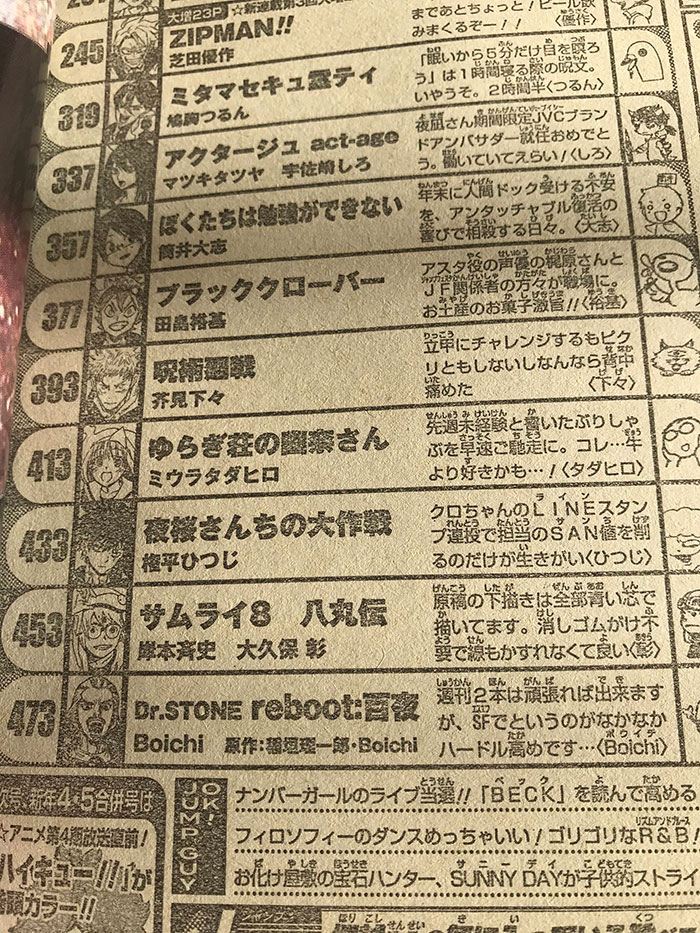 大増23P ☆新連載第3回大増
245 ZIPMAN!!
芝田優作
まであとちょっと!ビール飲
みまくるぞー!! 〈優作〉
319 ミタマセキュ霊ティ
鳩胸つるん
「眠いから5分だけ目を瞑ろ
う」は1時間寝る際の呪文。
いやうそ。2時間半〈つるん〉
337 アクタージュ act-age
マツキタツヤ 宇佐崎しろ
夜凪さん期間限定JVCブラン
ドアンバサダー就任おめでと
う。働いていてえらい!〈しろ〉
357 ぼくたちは勉強ができない
筒井大志
年末に人間ドック受ける不安
を、アンタッチャブル復活の
喜びで相殺する日々。〈大志〉
377 ブラッククローバー
田畠裕基
アスタ役の声優の梶原さんと
JF関係者の方々が職場に。
お土産のお菓子激旨!!〈裕基〉
393 呪術廻戦
芥見下々
立甲にチャレンジするもピク
リともしないしなんなら背中
痛めた 〈下々〉
413 ゆらぎ荘の幽奈さん
ミウラタダヒロ
先週未経験と書いたぶりしゃ
ぶを早速ご馳走に。コレ…牛
より好きかも…!〈タダヒロ〉
433 夜桜さんちの大作戦
権平ひつじ
クロちゃんのLINEスタン
プ連投で担当のSAN値を削
るのだけが生きがい〈ひつじ〉
453 サムライ8 八丸伝
岸本斉史 大久保 彰
原稿の下描きは全部青い芯で
描いてます。消しゴムがけ不
要で線もかすれなくて良い〈彰〉
473 Dr.STONE reboot:百夜
Boichi 原作:稲垣理一郎・Boichi
週刊2本は頑張れば出来ます
が、SFでというのがなかなか
ハードル高めです…〈Boichi〉
次号、新年4・5合併号は
☆アニメ第4期放送直前!
「ハイキュー!!」が
巻頭カラー!!
OK!
JUMP GUY
ナンバーガールのライブ当選!!「BECK」を読んで高める
フィロソフィーのダンスめっちゃいい!ゴリゴリなR&B!
お化け屋敷の宝石ハンター、SUNNY DAYが子供的ストライ